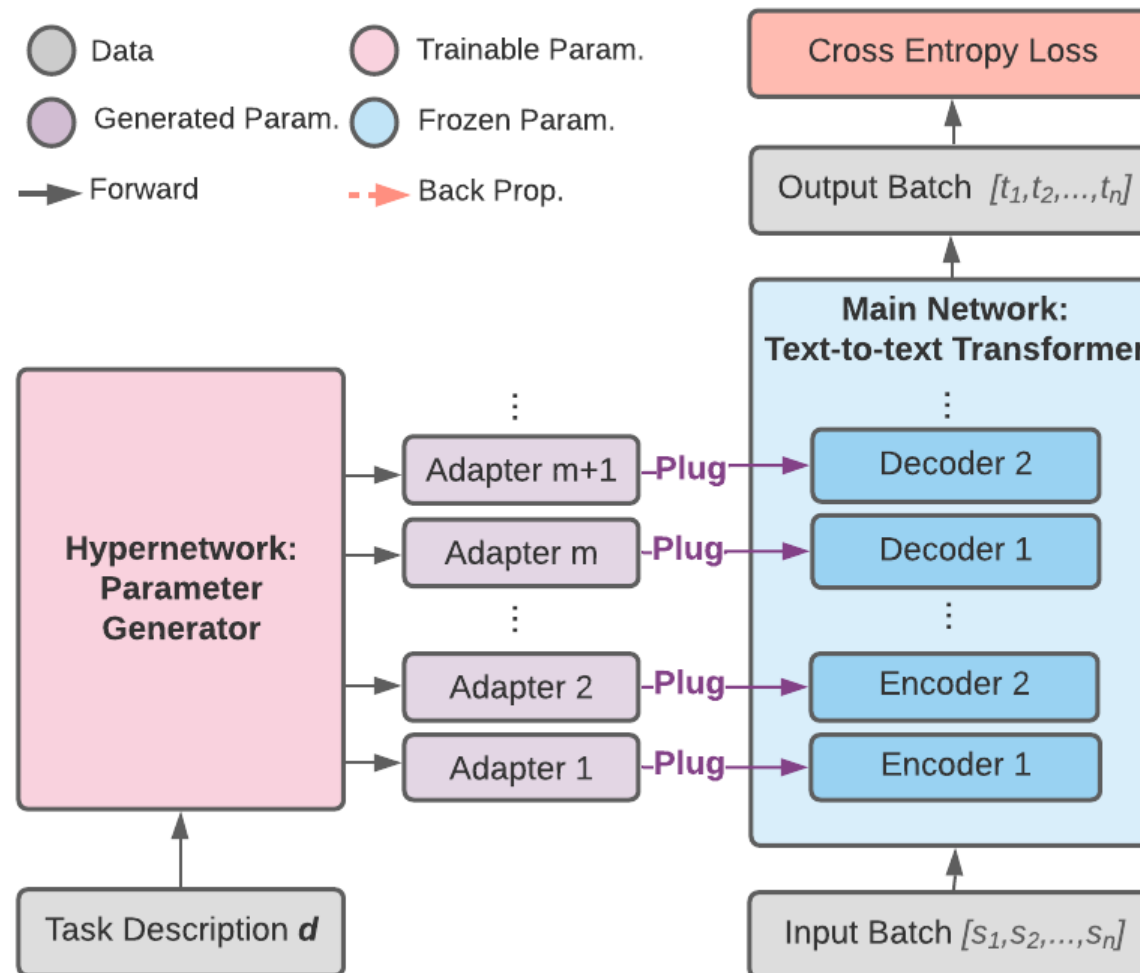 Data
Trainable Param.
Generated Param.
Frozen Param.
Forward
Back Prop.
Cross Entropy Loss
Output Batch [t1,t2,...,tn]
Main Network:
Text-to-text Transformer
⋮
Decoder 2
Decoder 1
⋮
Encoder 2
Encoder 1
Input Batch [s1,s2,...,sn]
Hypernetwork:
Parameter
Generator
Task Description d
⋮
Adapter m+1
Plug
Adapter m
Plug
⋮
Adapter 2
Plug
Adapter 1
Plug